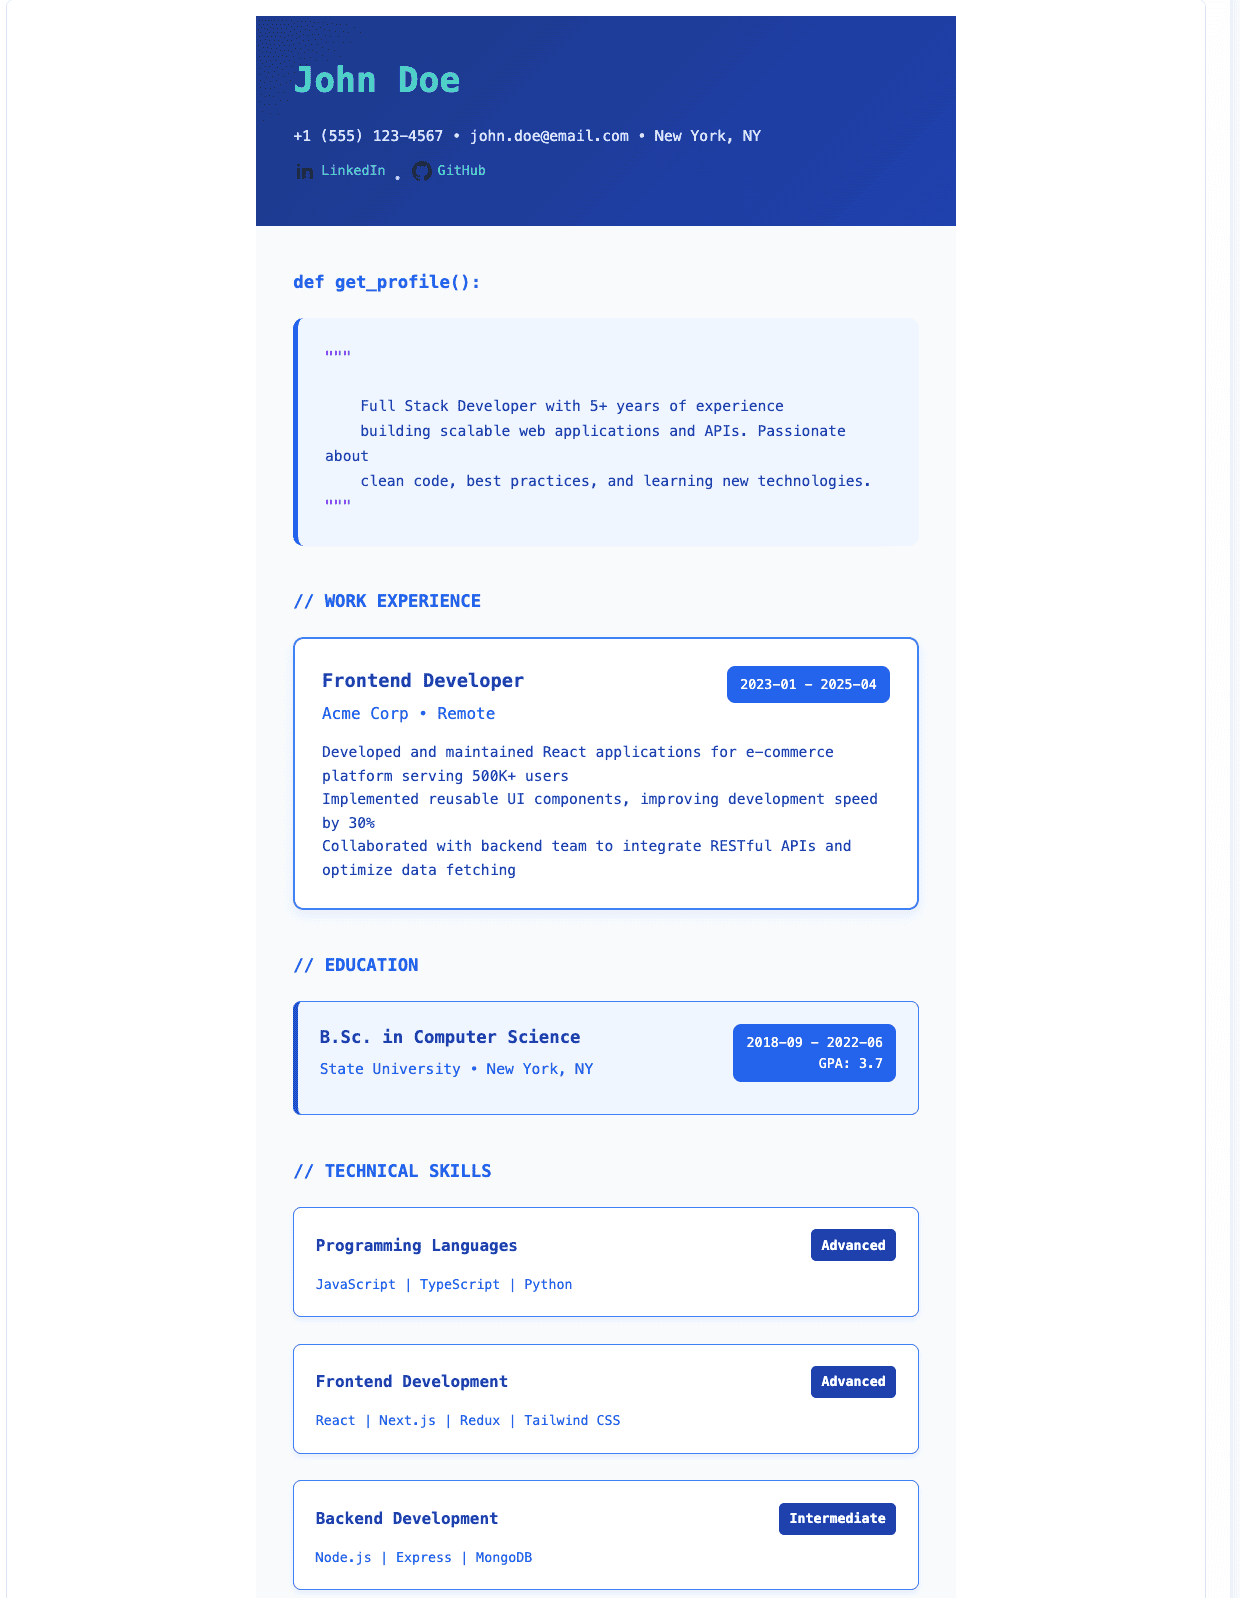 John Doe
+1 (555) 123-4567 • john.doe@email.com • New York, NY
in LinkedIn • GitHub
def get_profile():
"""
Full Stack Developer with 5+ years of experience
building scalable web applications and APIs. Passionate
about
clean code, best practices, and learning new technologies.
"""
// WORK EXPERIENCE
Frontend Developer
2023-01 - 2025-04
Acme Corp • Remote
Developed and maintained React applications for e-commerce
platform serving 500K+ users
Implemented reusable UI components, improving development speed
by 30%
Collaborated with backend team to integrate RESTful APIs and
optimize data fetching
// EDUCATION
B.Sc. in Computer Science
2018-09 - 2022-06
State University • New York, NY
GPA: 3.7
// TECHNICAL SKILLS
Programming Languages
Advanced
JavaScript | TypeScript | Python
Frontend Development
Advanced
React | Next.js | Redux | Tailwind CSS
Backend Development
Intermediate
Node.js | Express | MongoDB